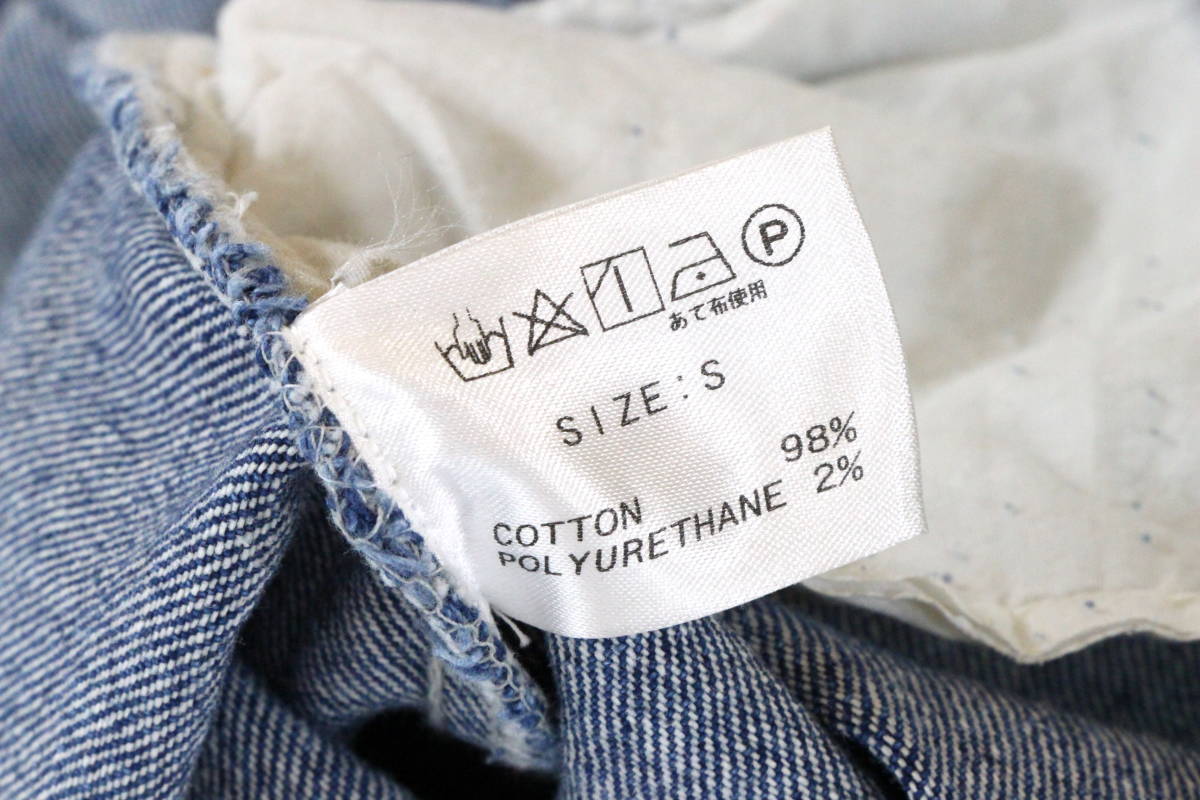 P
あて布使用
SIZE:S
COTTON 98%
POLYURETHANE 2%